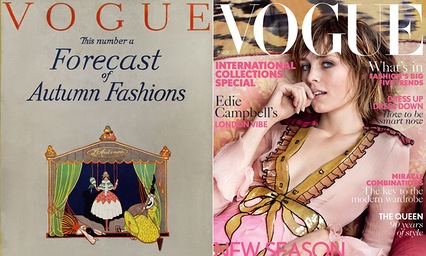 VOGUE
This number a
Forecast
of
Autumn Fashions
VOGUE
INTERNATIONAL
COLLECTIONS
SPECIAL
Edie
Campbell's
LONDON VIBE
What's in
FASHION'S BIG
FIVE TRENDS
DRESS UP
DRESS DOWN
How to be
smart now
MIRACLE
COMBINATIONS
The key to the
modern wardrobe
THE QUEEN
90 years
of style
NEW SEASON